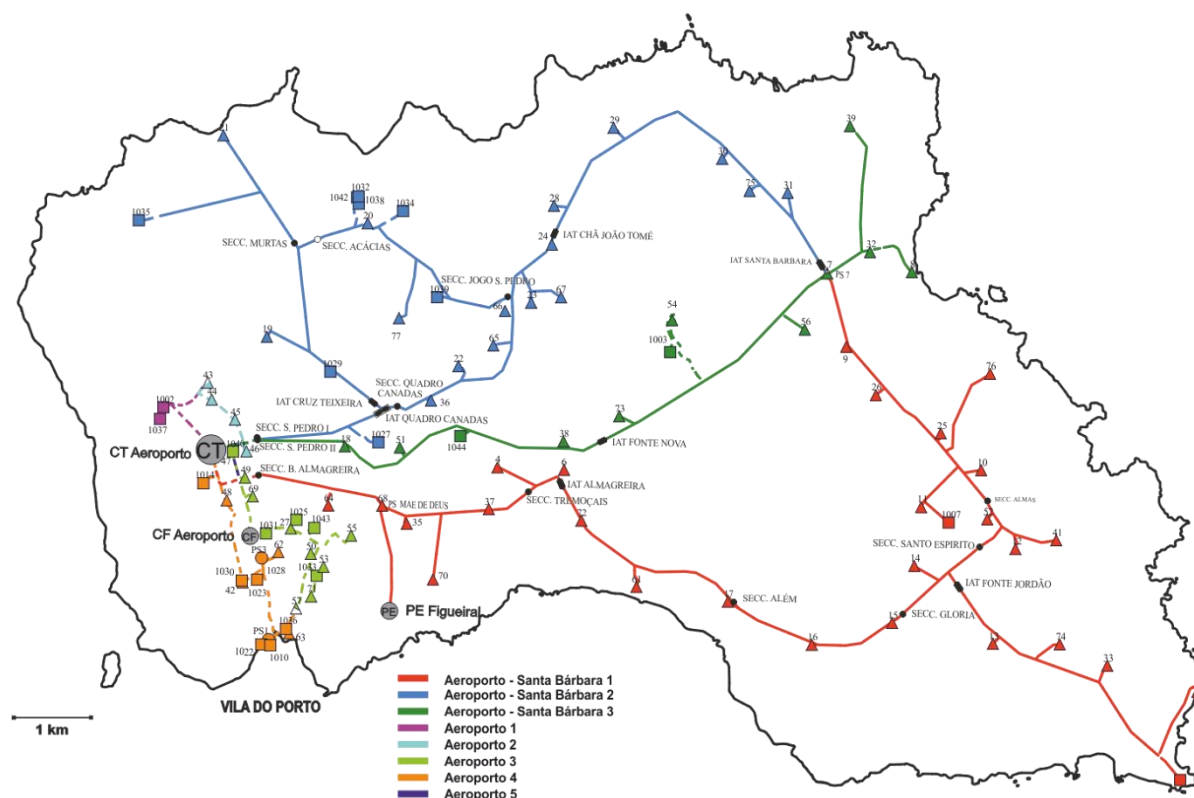 39
21
29
30
1032
1042
1038
1034
75
31
20
28
1035
SECC. MURTAS
SECC. ACÁCIAS
IAT CHÃ JOÃO TOMÉ
24
32
IAT SANTA BARBARA
7
PS 7
SECC. JOGO S. PEDRO
1039
66
67
54
77
19
65
1003
56
9
76
22
1029
43
SECC. QUADRO
CANADAS
26
44
IAT CRUZ TEIXEIRA
36
1002
45
IAT QUADRO CANADAS
73
1037
SECC. S. PEDRO I
25
CT
CT Aeroporto
46
SECC. S. PEDRO II
18
1027
51
1044
38
IAT FONTE NOVA
4
6
10
49
SECC. B. ALMAGREIRA
IAT ALMAGREIRA
48
69
64
68
PS MAE DE DEUS
37
SECC. TREMOÇAIS
11
SECC. ALMAS
35
72
1007
1025
1043
CF Aeroporto
CF
1031
27
55
41
SECC. SANTO ESPIRITO
PS3
62
50
53
14
1030
1028
70
61
IAT FONTE JORDÃO
42
1023
17
SECC. ALÉM
PE
PE Figueiral
15
SECC. GLORIA
PS1
1036
63
16
13
74
1022
1010
33
VILA DO PORTO
1 km
Aeroporto - Santa Bárbara 1
Aeroporto - Santa Bárbara 2
Aeroporto - Santa Bárbara 3
Aeroporto 1
Aeroporto 2
Aeroporto 3
Aeroporto 4
Aeroporto 5